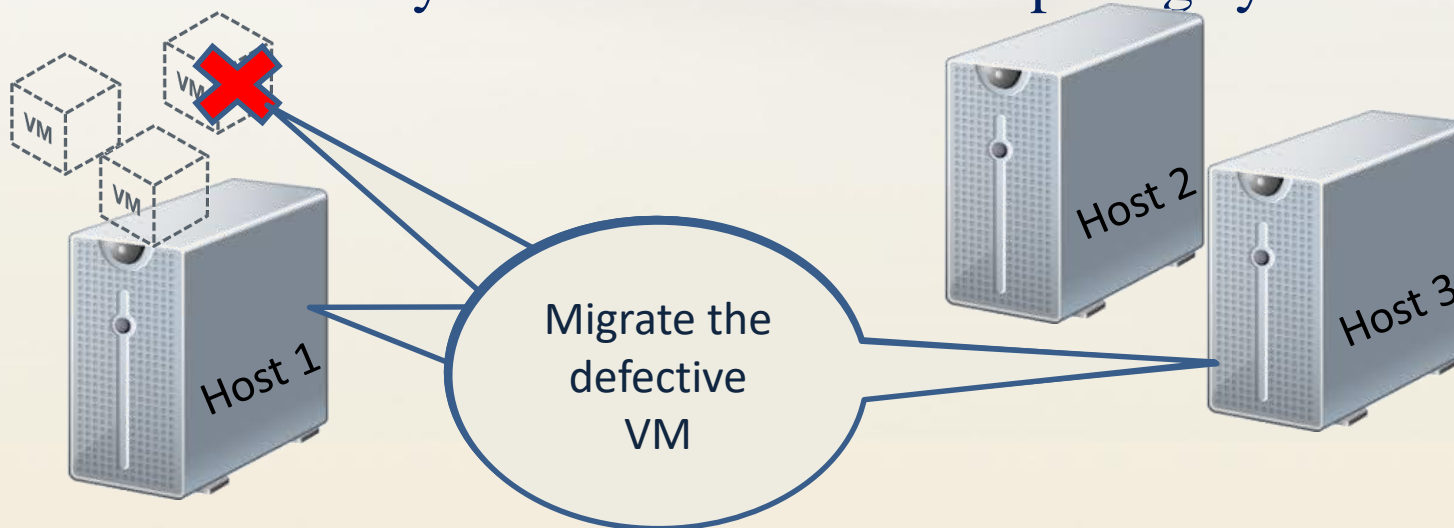 VM
VM
VM
Host 1
Migrate the
defective
VM
Host 2
Host 3